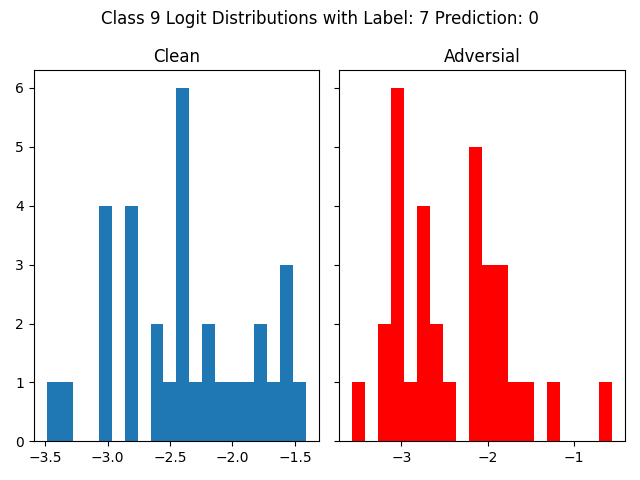 Class 9 Logit Distributions with Label: 7 Prediction: 0
Clean
Adversial
6
5
4
3
2
1
0
−3.5 −3.0 −2.5 −2.0 −1.5
−3 −2 −1